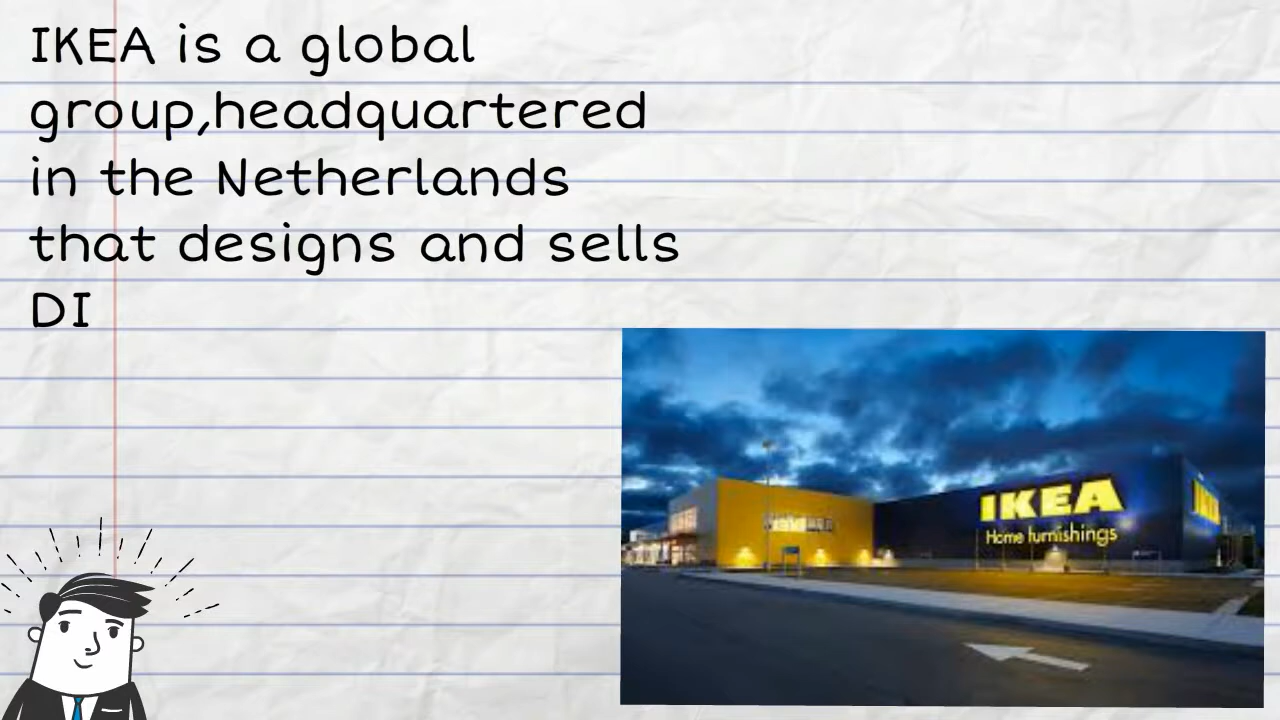 IKEA is a global
group,headquartered
in the Netherlands
that designs and sells
DI
IKEA
Home furnishings